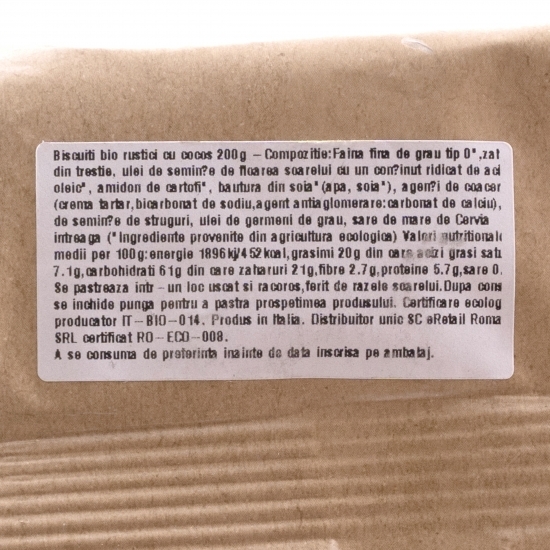 Biscuiti bio rustici cu cocos 200g – Compozitie:Faina fina de grau tip 0*,zat
din trestie, ulei de semin?e de floarea soarelui cu un con?inut ridicat de aci
oleic*, amidon de cartofi*, bautura din soia*(apa, soia*), agen?i de coacer
(crema tartar,bicarbonat de sodiu,agent antiaglomerare:carbonat de calciu),
de semin?e de struguri, ulei de germeni de grau, sare de mare de Cervia
intreaga (*Ingrediente provenite din agricultura ecologica) Valori nutritionale
medii per 100g:energie 1896kj/452kcal,grasimi 20g din care acizi grasi satu
7.1g,carbohidrati 61g din care zaharuri 21g,fibre 2.7g,proteine 5.7g,sare 0.
Se pastreaza intr-un loc uscat si racoros,ferit de razele soarelui.Dupa cons
se inchide punga pentru a pastra prospetimea produsului. Certificare ecolog
producator IT-BIO-014. Produs in Italia. Distribuitor unic SC eRetail Roma
SRL certificat RO-ECO-008.
A se consuma de preferinta inainte de data inscrisa pe ambalaj.